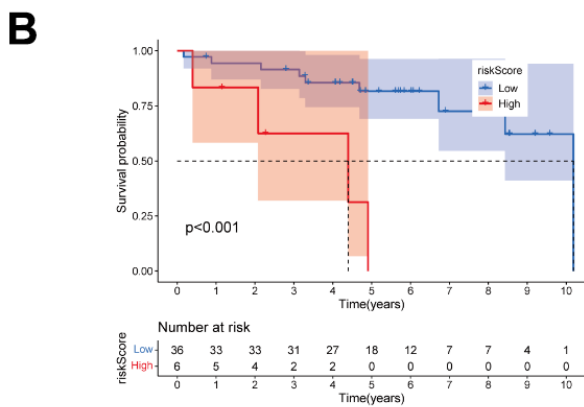 B
Survival probability
1.00
0.75
0.50
0.25
0.00
riskScore
Low
High
p<0.001
0 1 2 3 4 5 6 7 8 9 10
Time(years)
Number at risk
riskScore
Low 36 33 33 31 27 18 12 7 7 4 1
High 6 5 4 2 2 0 0 0 0 0 0
0 1 2 3 4 5 6 7 8 9 10
Time(years)